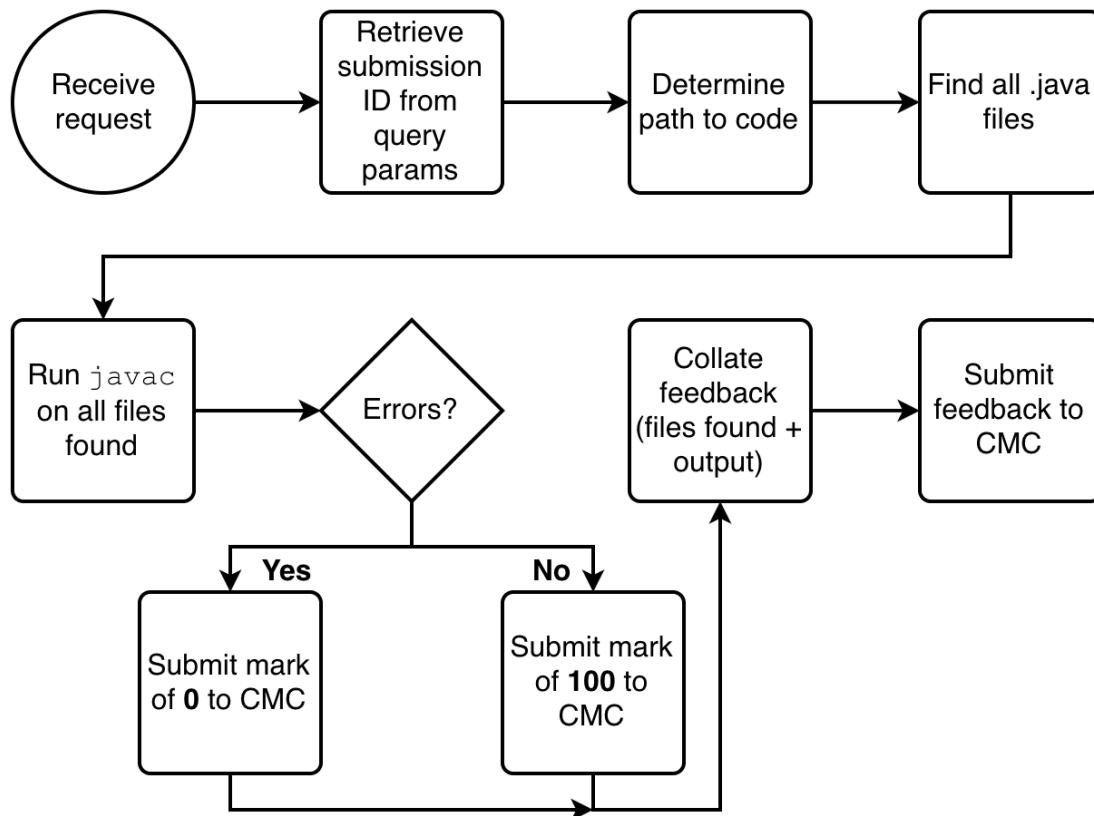 Receive
request
Retrieve
submission
ID from
query
params
Determine
path to code
Find all .java
files
Run javac
on all files
found
Errors?
Collate
feedback
(files found +
output)
Submit
feedback to
CMC
Yes
No
Submit mark
of 0 to CMC
Submit mark
of 100 to
CMC